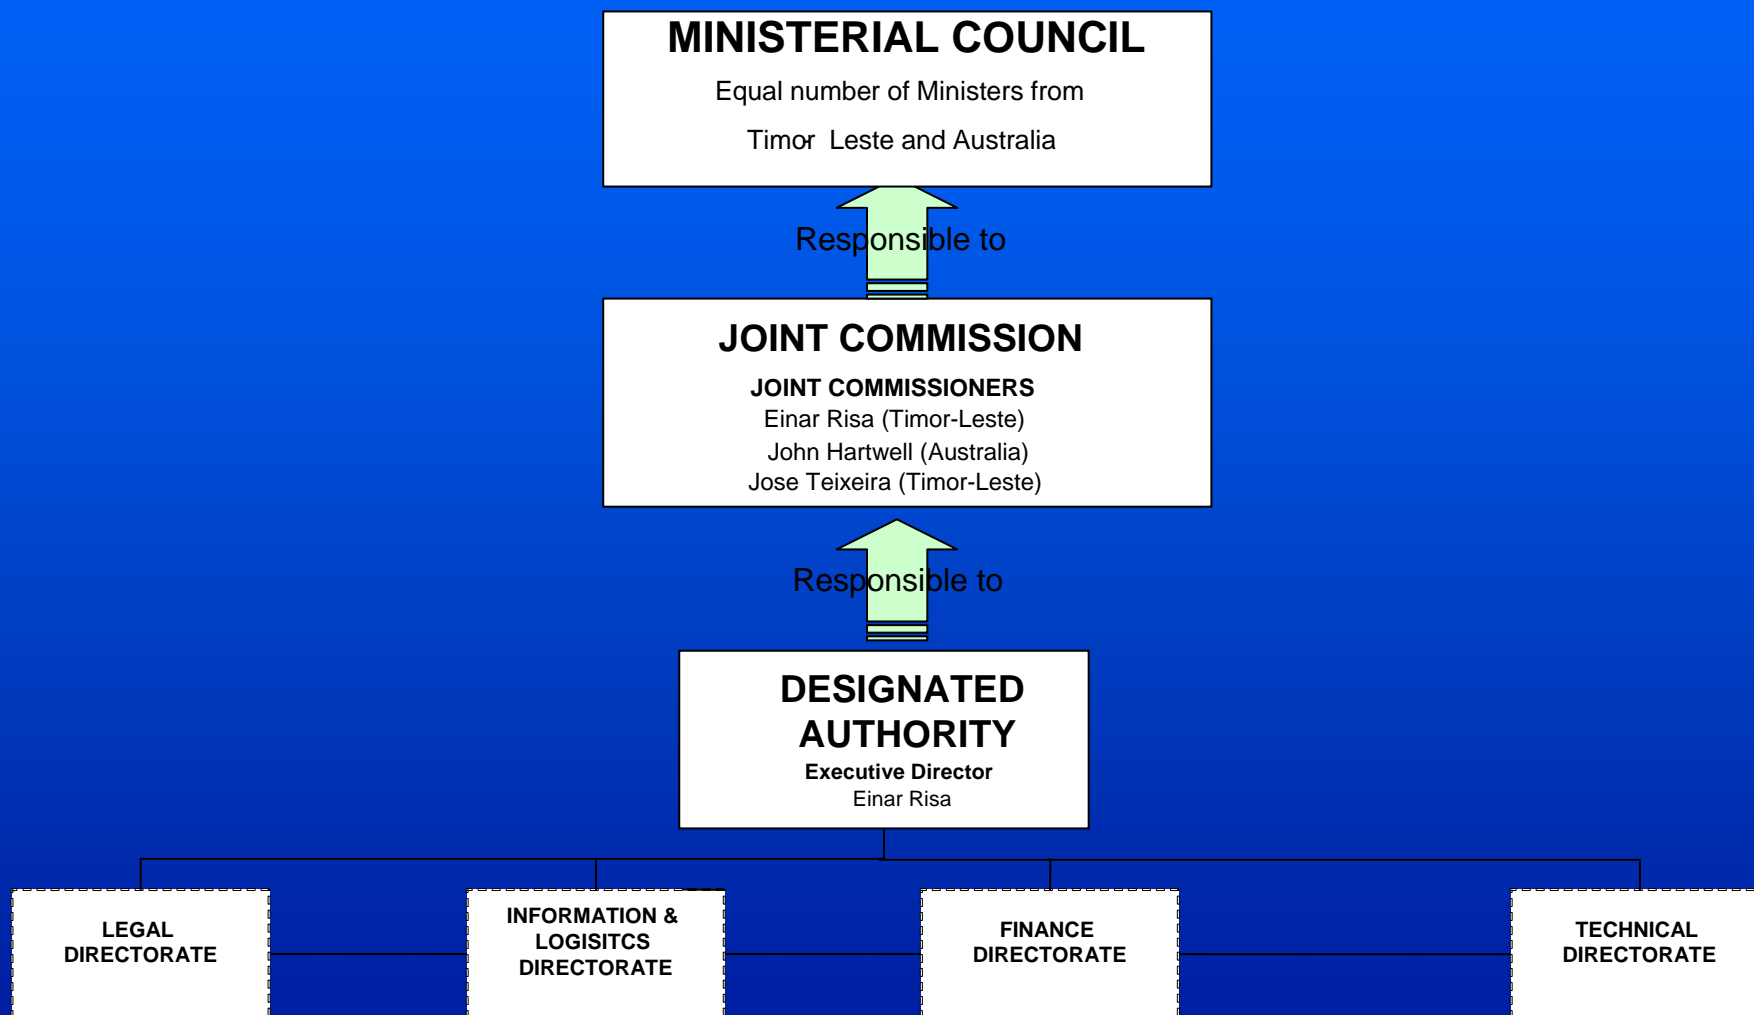 MINISTERIAL COUNCIL
Equal number of Ministers from
Timor Leste and Australia
Responsible to
JOINT COMMISSION
JOINT COMMISSIONERS
Einar Risa (Timor-Leste)
John Hartwell (Australia)
Jose Teixeira (Timor-Leste)
Responsible to
DESIGNATED
AUTHORITY
Executive Director
Einar Risa
LEGAL
DIRECTORATE
INFORMATION &
LOGISITCS
DIRECTORATE
FINANCE
DIRECTORATE
TECHNICAL
DIRECTORATE